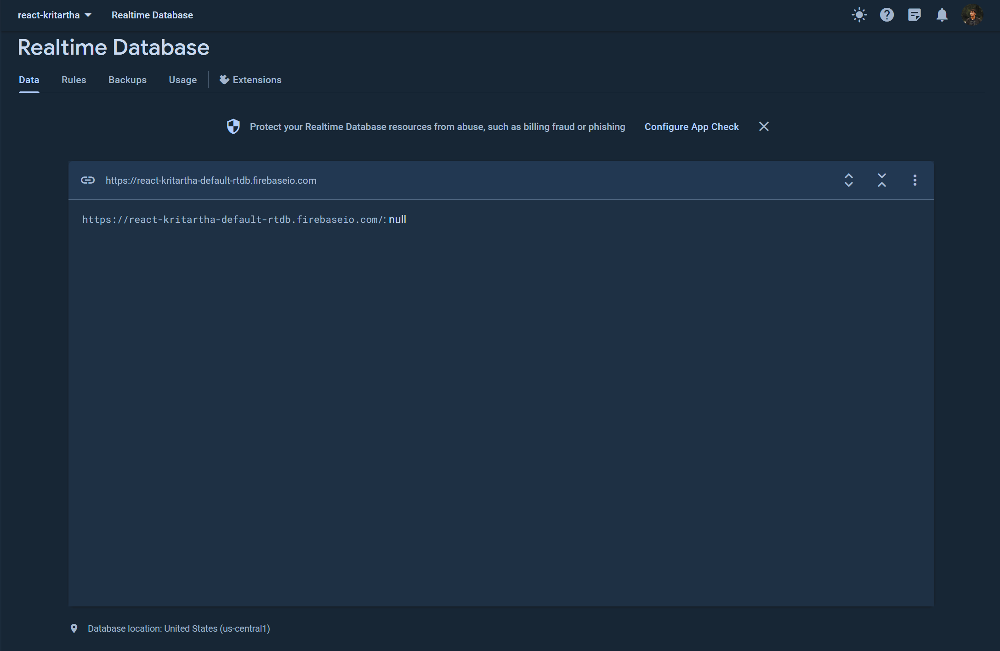 react-kritartha Realtime Database
Realtime Database
Data Rules Backups Usage Extensions
Protect your Realtime Database resources from abuse, such as billing fraud or phishing Configure App Check
https://react-kritartha-default-rtdb.firebaseio.com
https://react-kritartha-default-rtdb.firebaseio.com/: null
Database location: United States (us-central1)